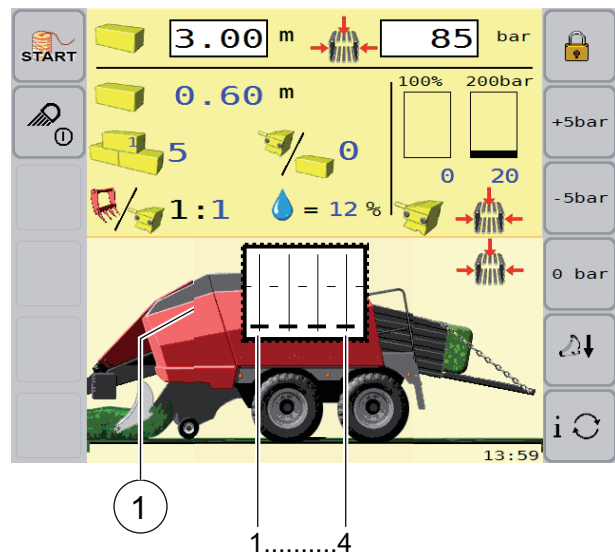 START
3.00 m
85 bar
0.60 m
100% 200bar
+5bar
1
5
0
0 20
-5bar
1:1
= 12 %
0 bar
i
13:59
1
1..........4